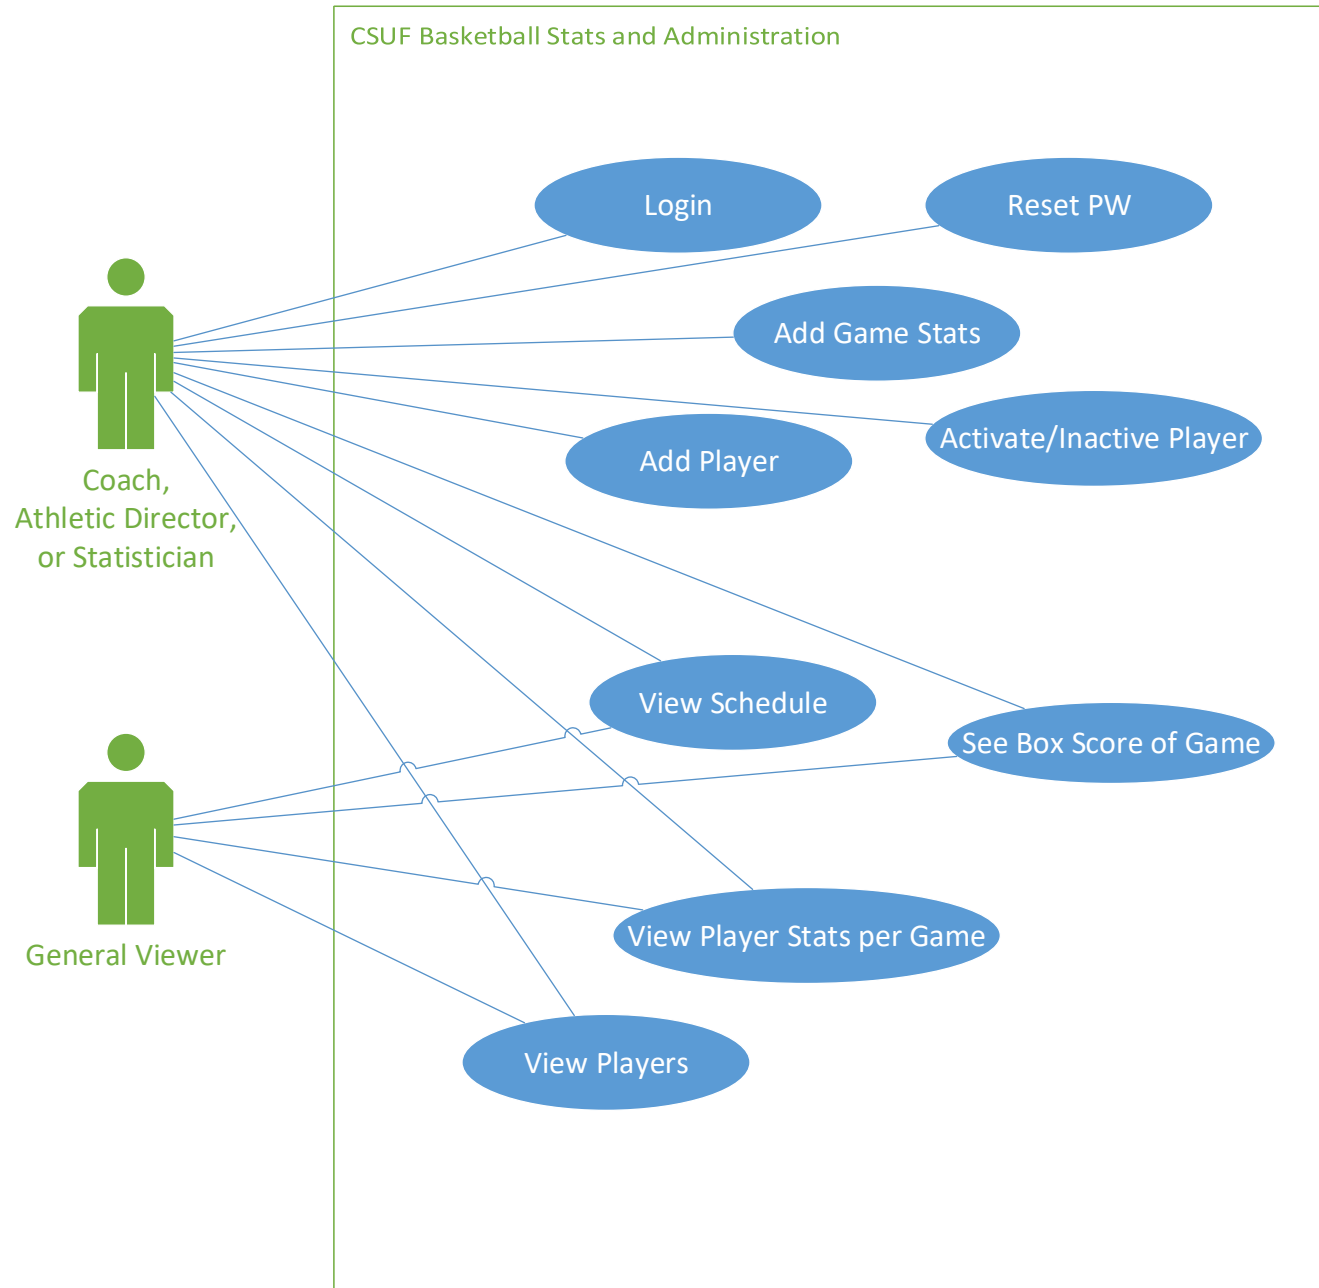 CSUF Basketball Stats and Administration
Login
Reset PW
Add Game Stats
Activate/Inactive Player
Add Player
Coach,
Athletic Director,
or Statistician
View Schedule
See Box Score of Game
View Player Stats per Game
General Viewer
View Players